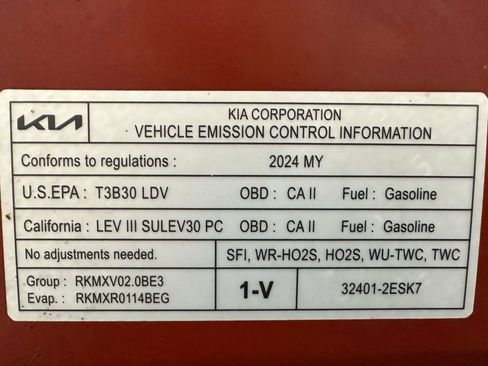 KIA
KIA CORPORATION
VEHICLE EMISSION CONTROL INFORMATION
Conforms to regulations : 2024 MY
U.S.EPA : T3B30 LDV OBD : CA II Fuel : Gasoline
California : LEV III SULEV30 PC OBD : CA II Fuel : Gasoline
No adjustments needed. SFI, WR-HO2S, HO2S, WU-TWC, TWC
Group : RKMXV02.0BE3
Evap. : RKMXR0114BEG
1-V
32401-2ESK7